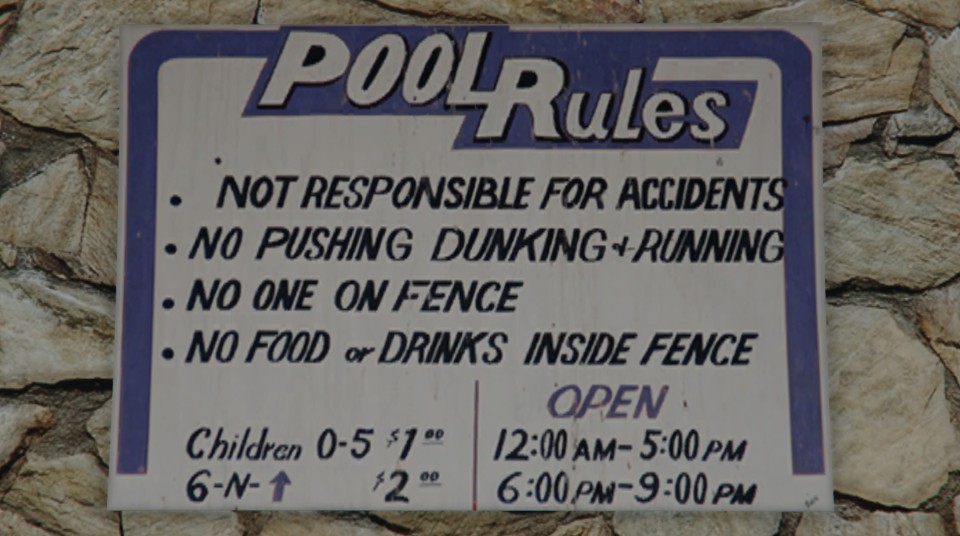 POOL Rules
• NOT RESPONSIBLE FOR ACCIDENTS
• NO PUSHING DUNKING & RUNNING
• NO ONE ON FENCE
• NO FOOD or DRINKS INSIDE FENCE
OPEN
Children 0-5 $1 00
6-N-↑ $2 00
12:00 AM - 5:00 PM
6:00 PM - 9:00 PM